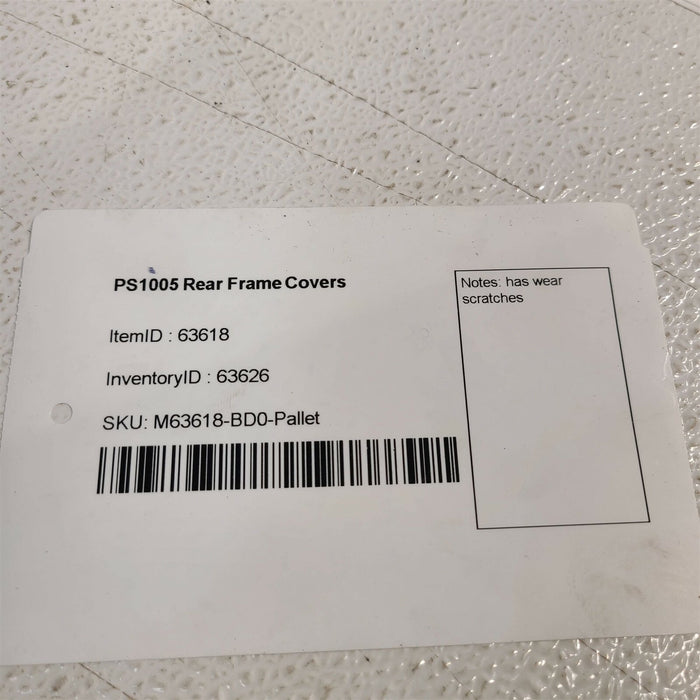 PS1005 Rear Frame Covers
ItemID : 63618
InventoryID : 63626
SKU: M63618-BD0-Pallet
Notes: has wear
scratches